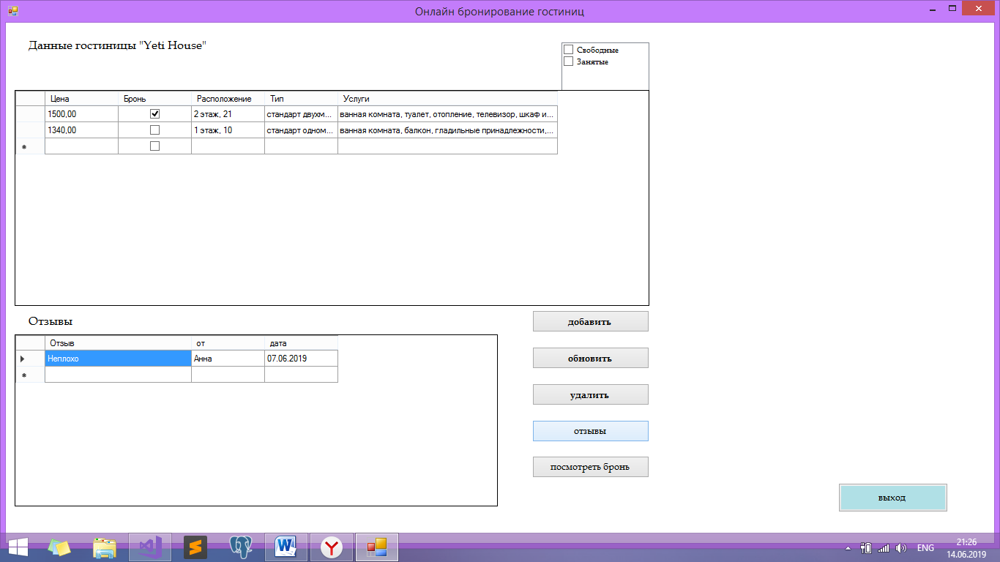 Онлайн бронирование гостиниц
Данные гостиницы "Yeti House"
Свободные
Занятые
Цена Бронь Расположение Тип Услуги
1500,00 2 этаж, 21 стандарт двухм... ванная комната, туалет, отопление, телевизор, шкаф и...
1340,00 1 этаж, 10 стандарт одном... ванная комната, балкон, гладильные принадлежности,...
Отзывы
Отзыв от дата
Неплохо Анна 07.06.2019
добавить
обновить
удалить
отзывы
посмотреть бронь
выход
ENG
21:26
14.06.2019